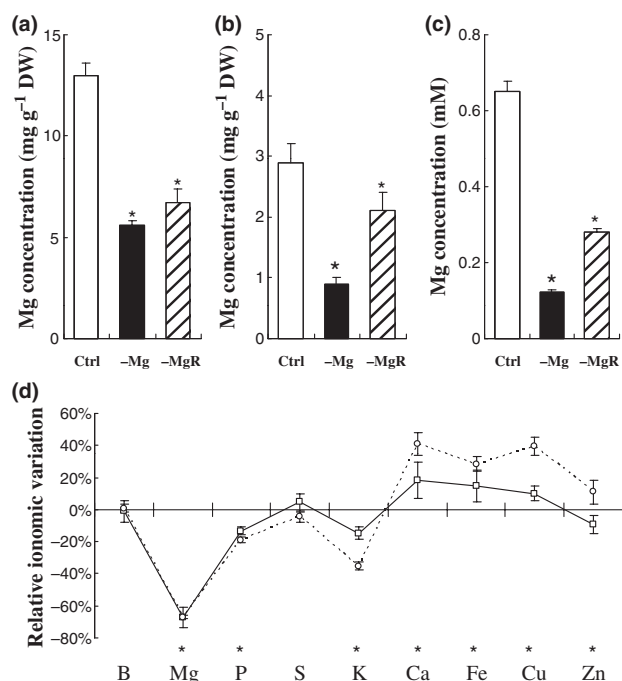 (a)
Mg concentration (mg g⁻¹ DW)
15
10
5
0
*
*
Ctrl –Mg –MgR
(b)
Mg concentration (mg g⁻¹ DW)
5
4
3
2
1
0
*
*
Ctrl –Mg –MgR
(c)
Mg concentration (mM)
0.8
0.6
0.4
0.2
0
*
*
Ctrl –Mg –MgR
(d)
Relative ionomic variation
60%
40%
20%
0%
–20%
–40%
–60%
–80%
* * * * * * *
B Mg P S K Ca Fe Cu Zn